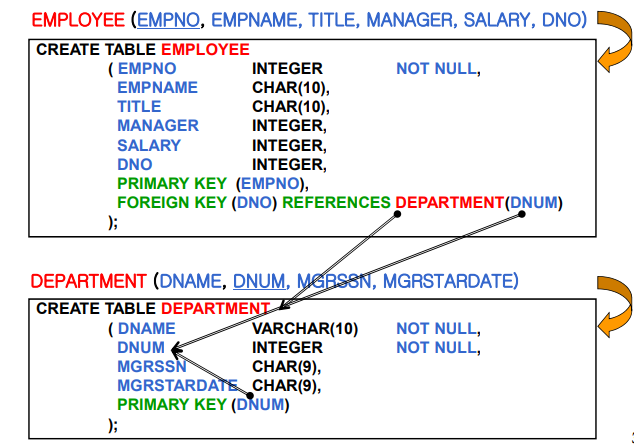 EMPLOYEE (EMPNO, EMPNAME, TITLE, MANAGER, SALARY, DNO)
CREATE TABLE EMPLOYEE
( EMPNO INTEGER NOT NULL,
EMPNAME CHAR(10),
TITLE CHAR(10),
MANAGER INTEGER,
SALARY INTEGER,
DNO INTEGER,
PRIMARY KEY (EMPNO),
FOREIGN KEY (DNO) REFERENCES DEPARTMENT(DNUM)
);
DEPARTMENT (DNAME, DNUM, MGRSSN, MGRSTARDATE)
CREATE TABLE DEPARTMENT
( DNAME VARCHAR(10) NOT NULL,
DNUM INTEGER NOT NULL,
MGRSSN CHAR(9),
MGRSTARDATE CHAR(9),
PRIMARY KEY (DNUM)
);